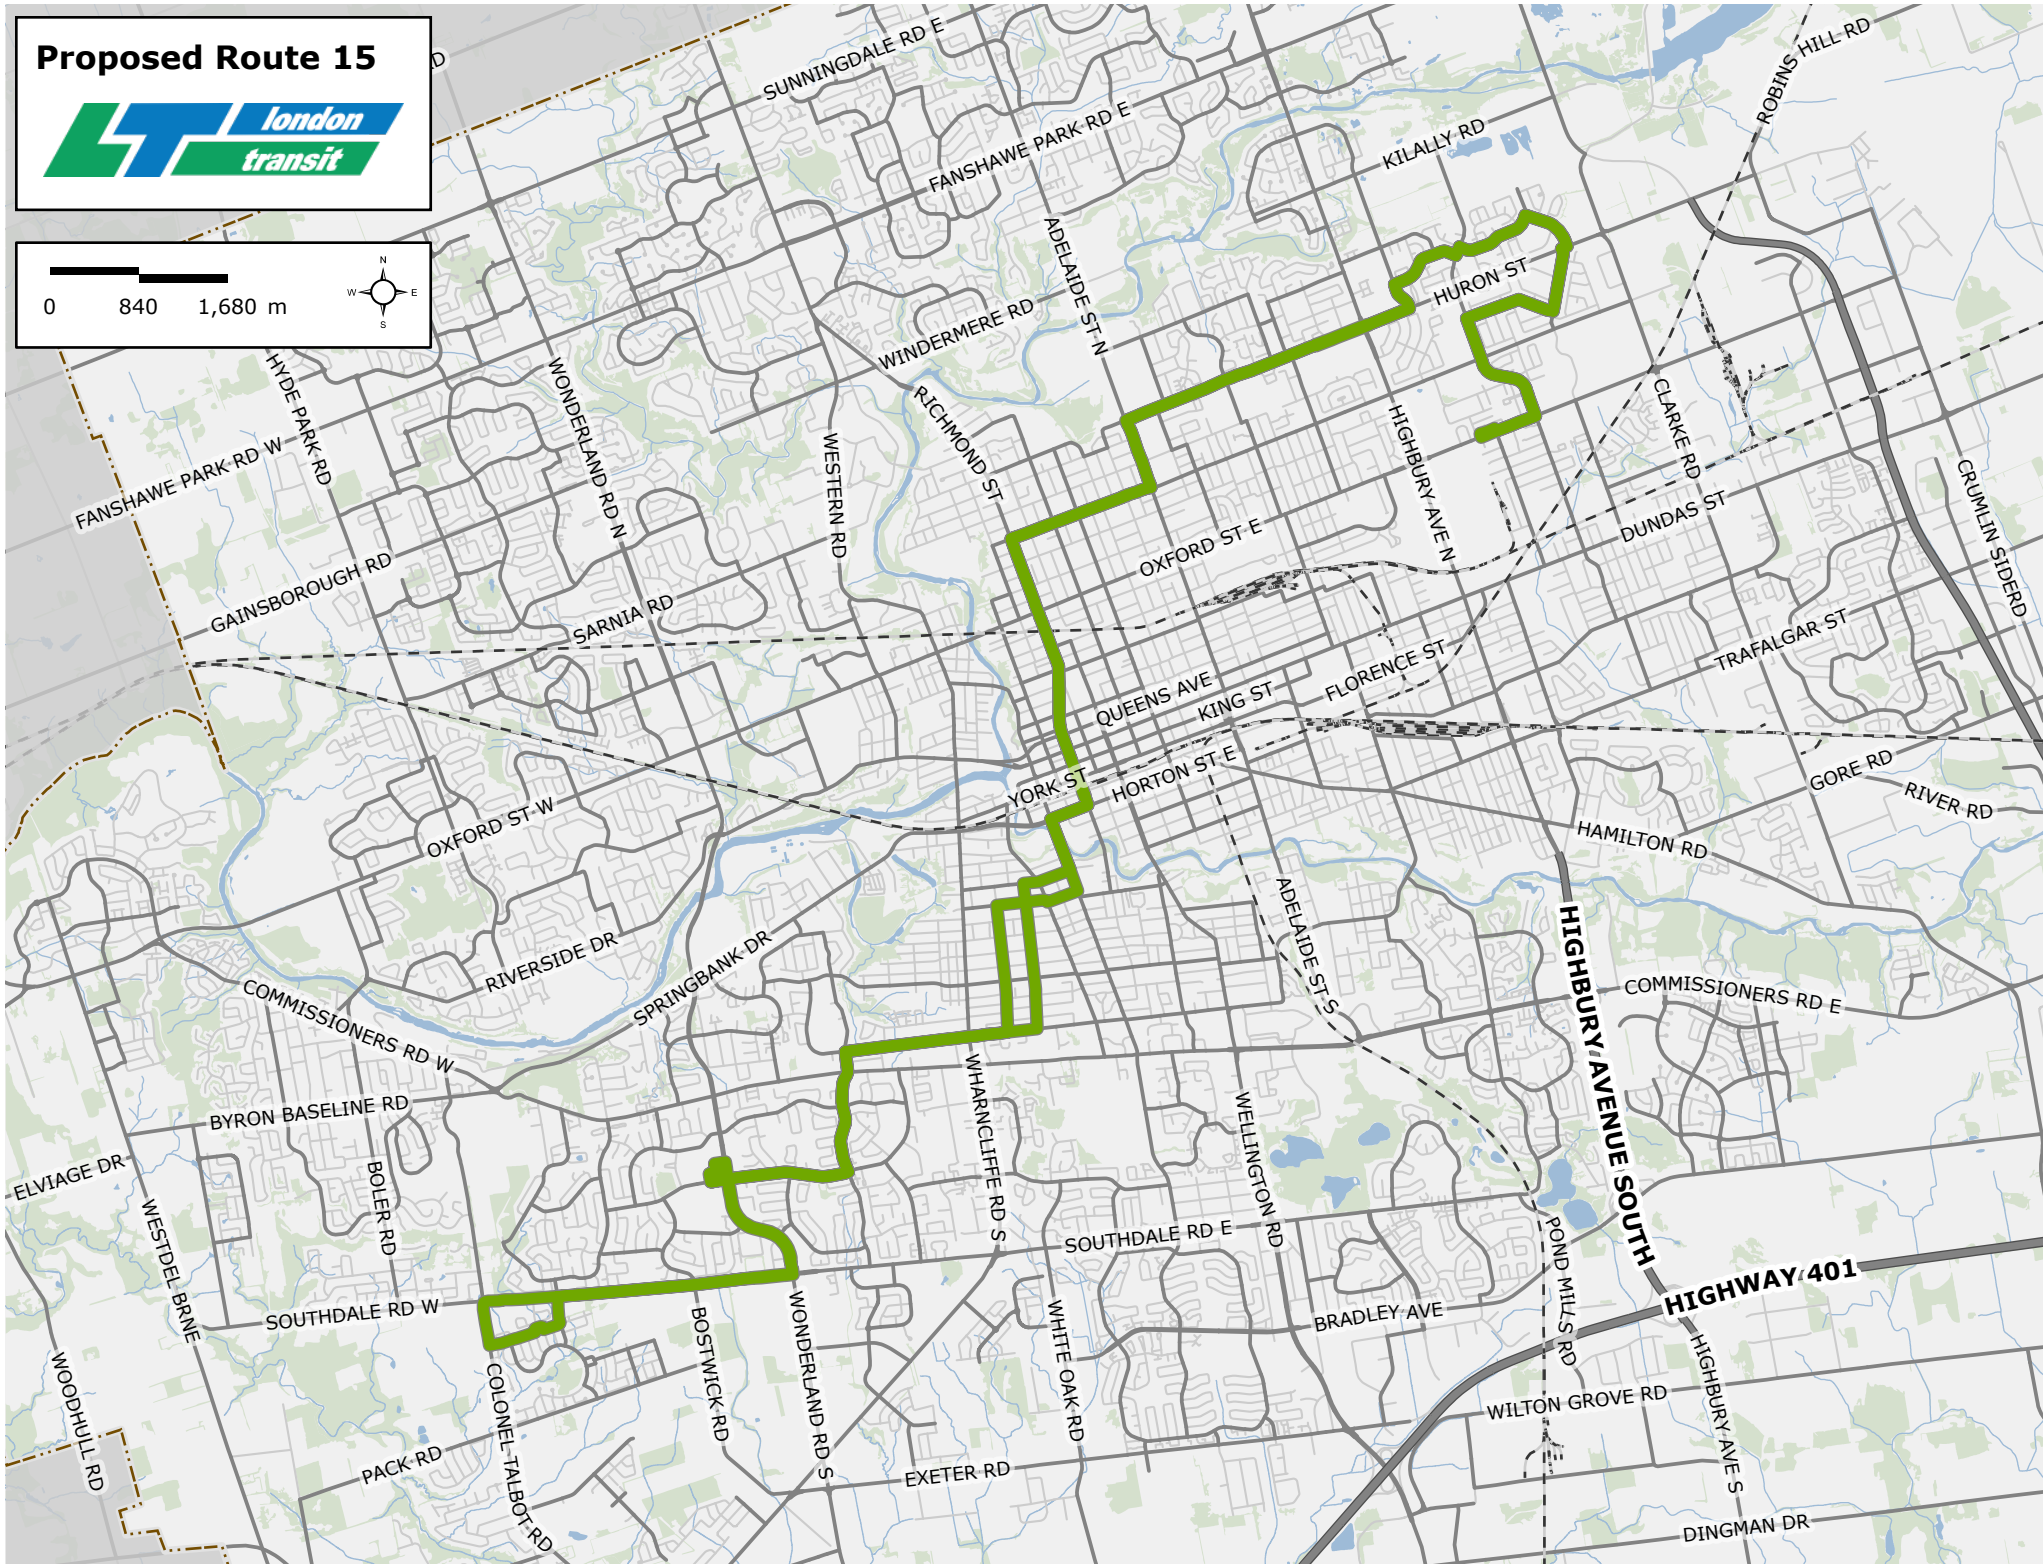 Proposed Route 15
london
transit
0 840 1,680 m
N
W E
S
RD
SUNNINGDALE RD E
ROBINS HILL RD
FANSHAWE PARK RD E
KILALLY RD
ADELAIDE ST N
HURON ST
WINDERMERE RD
HYDE PARK RD
WONDERLAND RD N
RICHMOND ST
WESTERN RD
HIGHBURY AVE N
CLARKE RD
CRUMLIN SIDERD
FANSHAWE PARK RD W
DUNDAS ST
OXFORD ST E
GAINSBOROUGH RD
SARNIA RD
TRAFALGAR ST
FLORENCE ST
QUEENS AVE
KING ST
HORTON ST E
YORK ST
GORE RD
RIVER RD
OXFORD ST W
HAMILTON RD
ADELAIDE ST S
RIVERSIDE DR
SPRINGBANK DR
COMMISSIONERS RD W
COMMISSIONERS RD E
HIGHBURY AVENUE SOUTH
BYRON BASELINE RD
WHARNCLIFFE RD S
WELLINGTON RD
ELVIAGE DR
BOLER RD
WESTDEL BRNE
SOUTHDALE RD E
POND MILLS RD
HIGHWAY 401
SOUTHDALE RD W
BOSTWICK RD
WONDERLAND RD S
WHITE OAK RD
BRADLEY AVE
WOODHULL RD
COLONEL TALBOT RD
HIGHBURY AVE S
WILTON GROVE RD
PACK RD
EXETER RD
DINGMAN DR